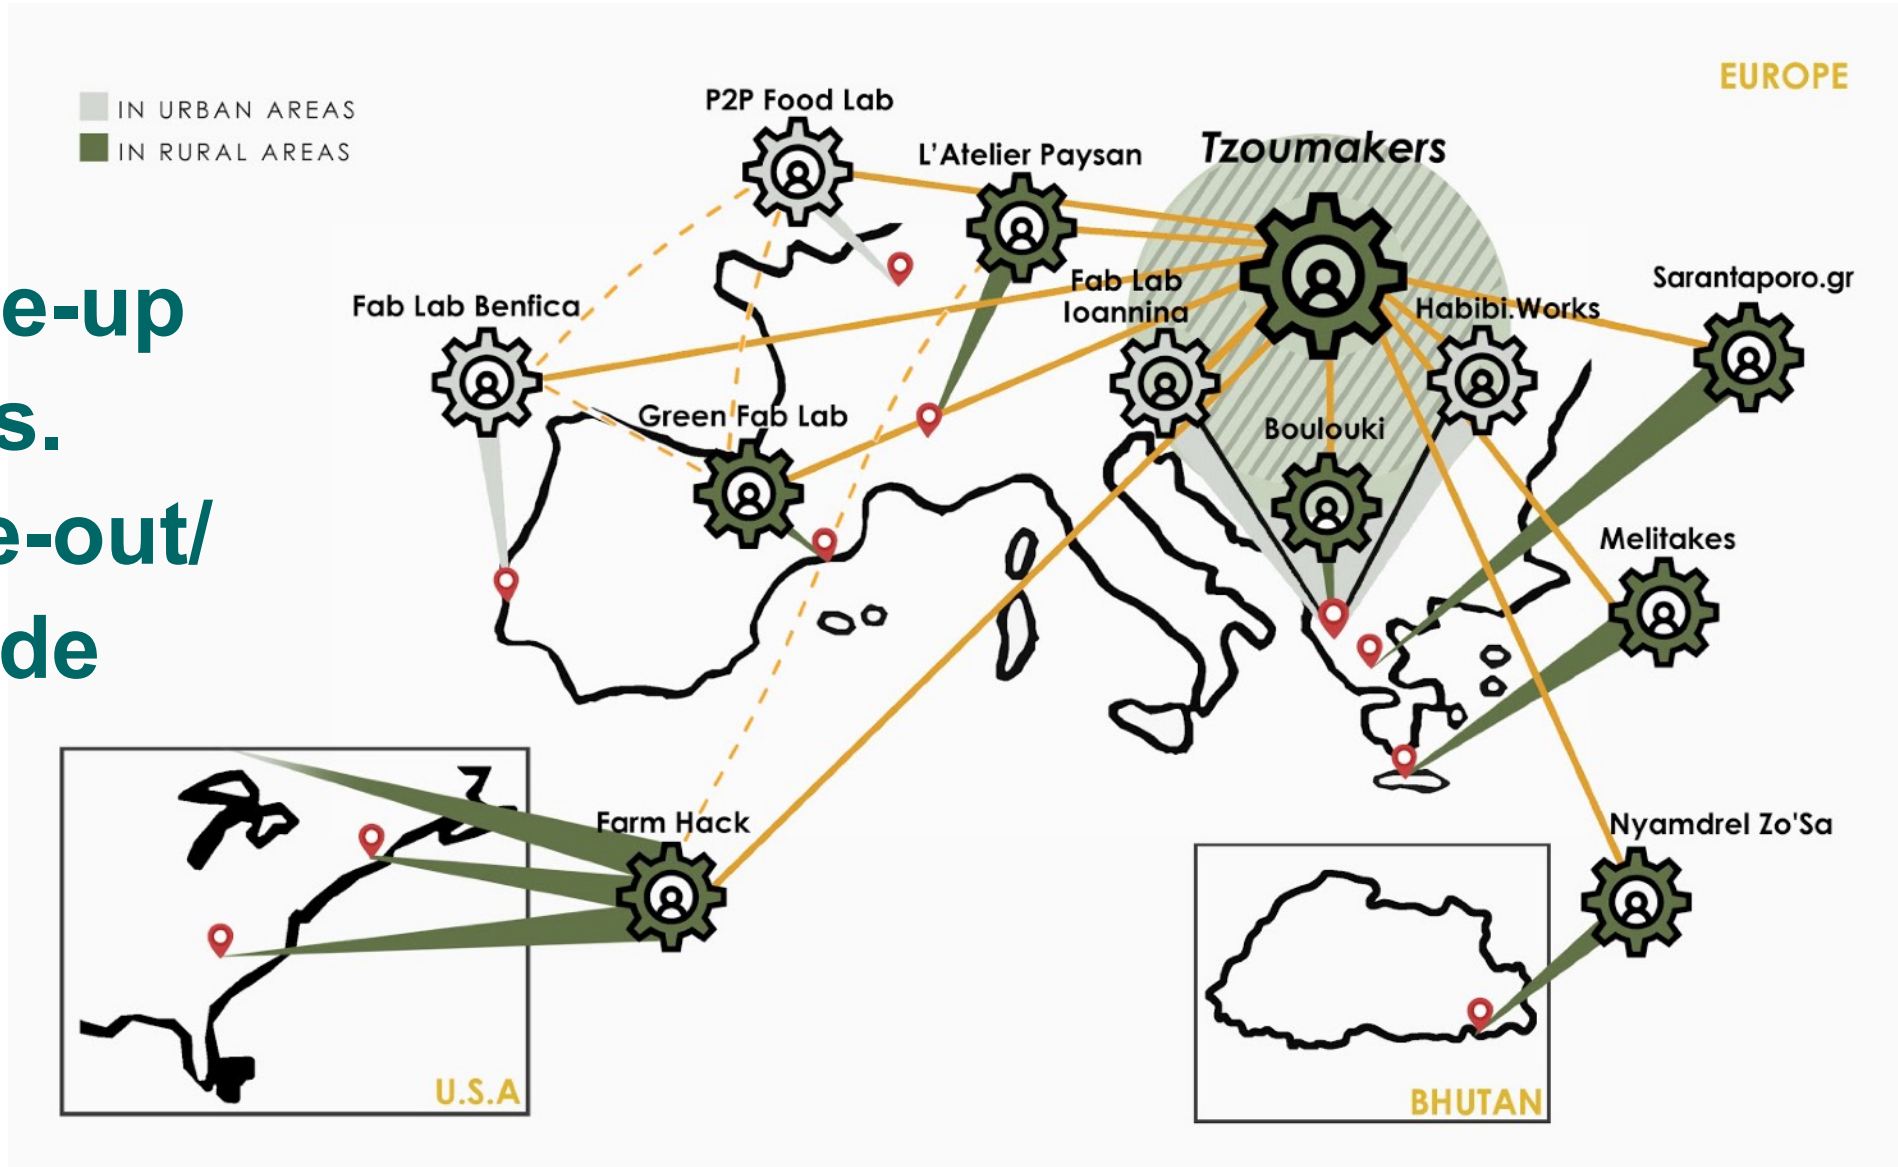 e-up
s.
e-out/
de
IN URBAN AREAS
IN RURAL AREAS
EUROPE
P2P Food Lab
L'Atelier Paysan
Tzoumakers
Fab Lab Benfica
Fab Lab
Ioannina
Habibi.Works
Sarantaporo.gr
Green Fab Lab
Boulouki
Melitakes
Farm Hack
Nyamdrel Zo'Sa
U.S.A
BHUTAN